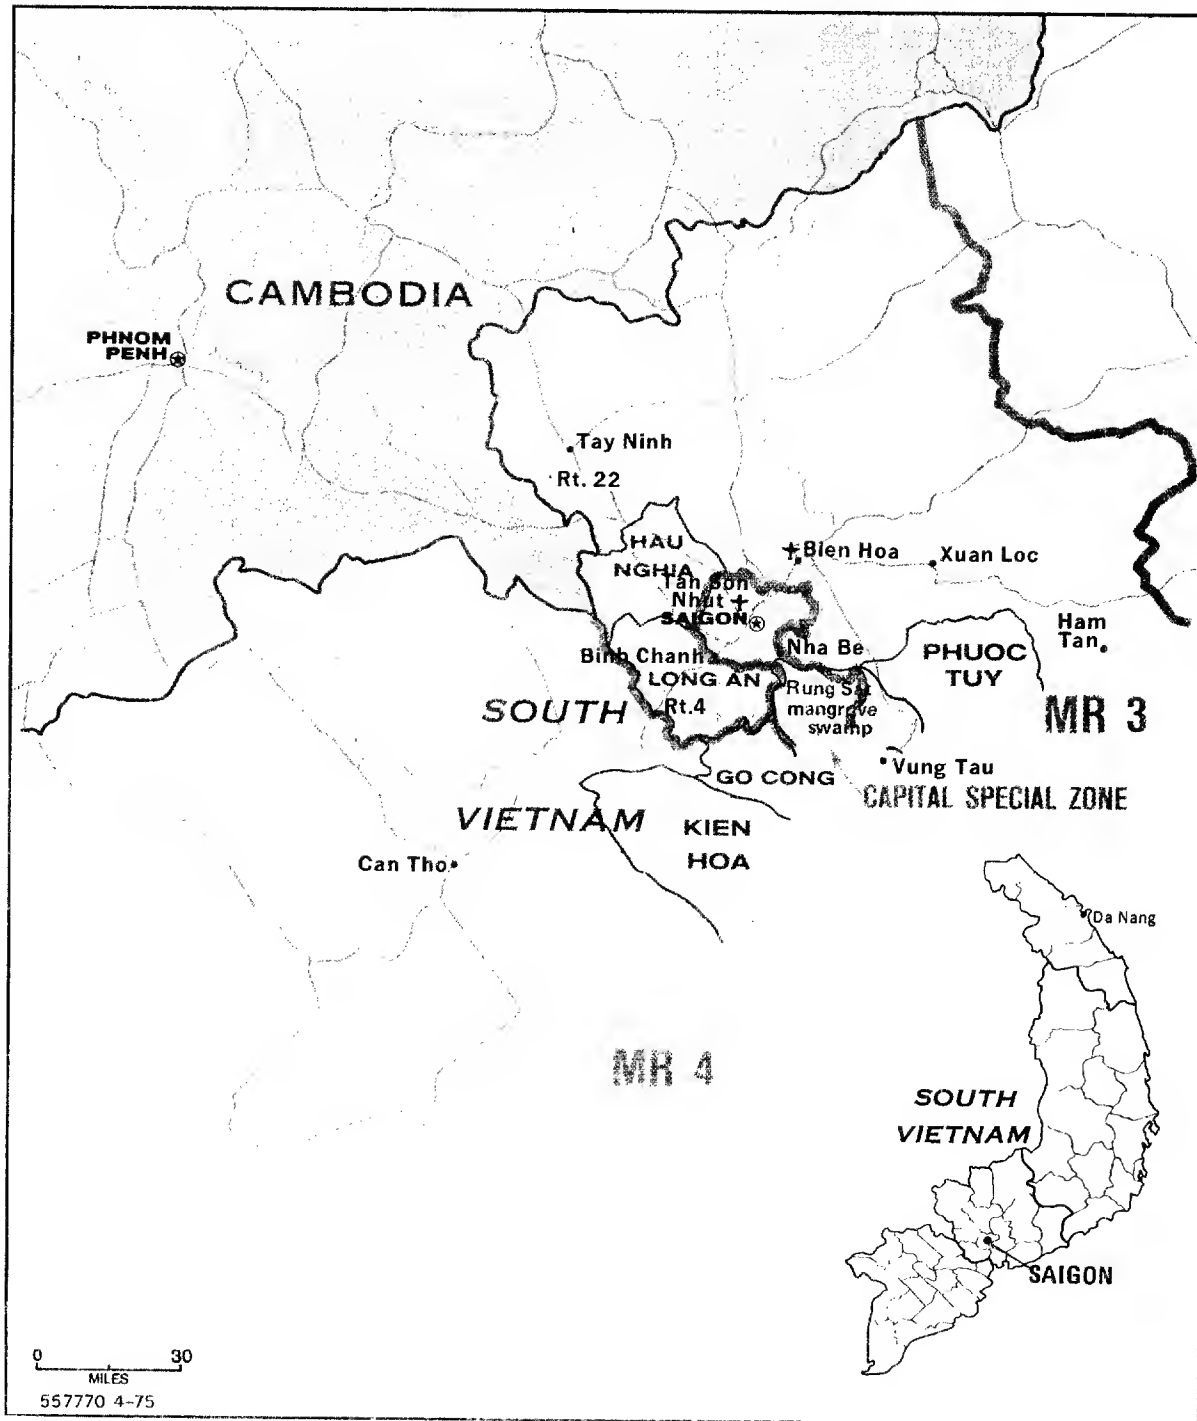 CAMBODIA
PHNOM
PENH
Tay Ninh
Rt. 22
HAU
NGHIA
Bien Hoa
Xuan Loc
Tan Son
Nhut
SAIGON
Ham
Tan
Nha Be
PHUOC
TUY
Binh Chanh
LONG AN
Rt.4
Rung Sat
mangrove
swamp
SOUTH
VIETNAM
MR 3
Vung Tau
GO CONG
CAPITAL SPECIAL ZONE
KIEN
HOA
Can Tho
Da Nang
MR 4
SOUTH
VIETNAM
SAIGON
0 30
MILES
557770 4-75